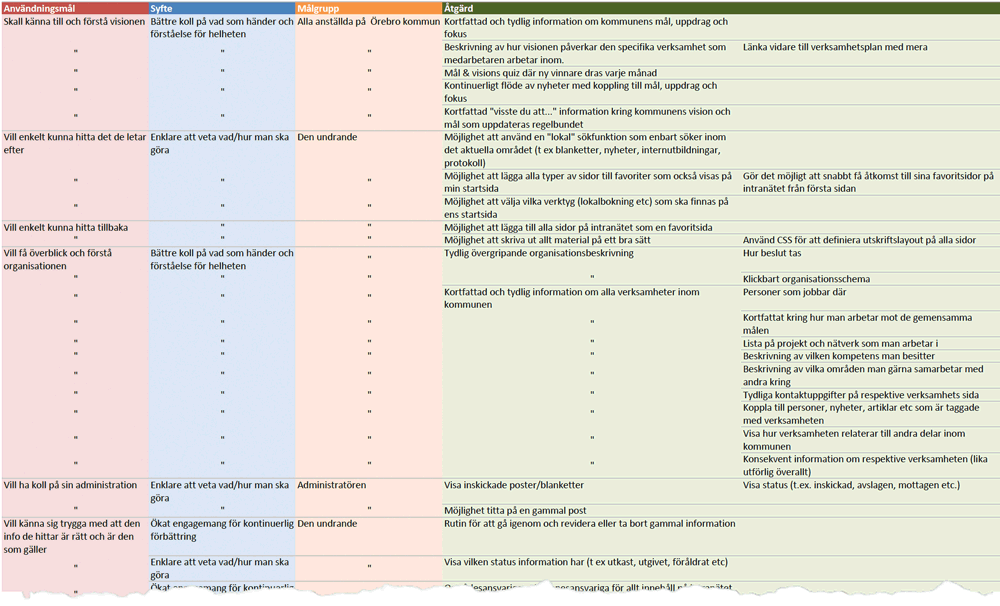 Användningsmål Syfte Målgrupp Åtgärd
Skall känna till och förstå visionen Bättre koll på vad som händer och Alla anställda på Örebro kommun Kortfattad och tydlig information om kommunens mål, uppdrag och
förståelse för helheten fokus
" " " Beskrivning av hur visionen påverkar den specifika verksamhet som Länka vidare till verksamhetsplan med mera
medarbetaren arbetar inom.
" " " Mål & visions quiz där ny vinnare dras varje månad
" " " Kontinuerligt flöde av nyheter med koppling till mål, uppdrag och
fokus
" " " Kortfattad "visste du att..." information kring kommunens vision och
mål som uppdateras regelbundet
Vill enkelt kunna hitta det de letar Enklare att veta vad/hur man ska Den undrande Möjlighet att använd en "lokal" sökfunktion som enbart söker inom
efter göra det aktuella området (t ex blanketter, nyheter, internutbildningar,
protokoll)
" " " Möjlighet att lägga alla typer av sidor till favoriter som också visas på Gör det möjligt att snabbt få åtkomst till sina favoritsidor på
min startsida intranätet från första sidan
" " " Möjlighet att välja vilka verktyg (lokalbokning etc) som ska finnas på
ens startsida
Vill enkelt kunna hitta tillbaka " " Möjlighet att lägga till alla sidor på intranätet som en favoritsida
" " " Möjlighet att skriva ut allt material på ett bra sätt Använd CSS för att definiera utskriftslayout på alla sidor
Vill få överblick och förstå Bättre koll på vad som händer och " Tydlig övergripande organisationsbeskrivning Hur beslut tas
organisationen förståelse för helheten
" " " " Klickbart organisationsschema
" " " Kortfattad och tydlig information om alla verksamheter inom Personer som jobbar där
kommunen
" " " " Kortfattat kring hur man arbetar mot de gemensamma
målen
" " " " Lista på projekt och nätverk som man arbetar i
" " " " Beskrivning av vilken kompetens man besitter
" " " " Beskrivning av vilka områden man gärna samarbetar med
andra kring
" " " " Tydliga kontaktuppgifter på respektive verksamhets sida
" " " " Koppla till personer, nyheter, artiklar etc som är taggade
med verksamheten
" " " " Visa hur verksamheten relaterar till andra delar inom
kommunen
" " " " Konsekvent information om respektive verksamheten (lika
utförlig överallt)
Vill ha koll på sin administration Enklare att veta vad/hur man ska Administratören Visa inskickade poster/blanketter Visa status (t.ex. inskickad, avslagen, mottagen etc.)
göra
" " " Möjlighet titta på en gammal post
Vill känna sig trygga med att den Ökat engagemang för kontinuerlig Den undrande Rutin för att gå igenom och revidera eller ta bort gammal information
info de hittar är rätt och är den förbättring
som gäller
" Enklare att veta vad/hur man ska " Visa vilken status information har (t ex utkast, utgivet, föråldrat etc)
göra
" Ökat engagemang för kontinuerlig " för allt innehåll på intranätet